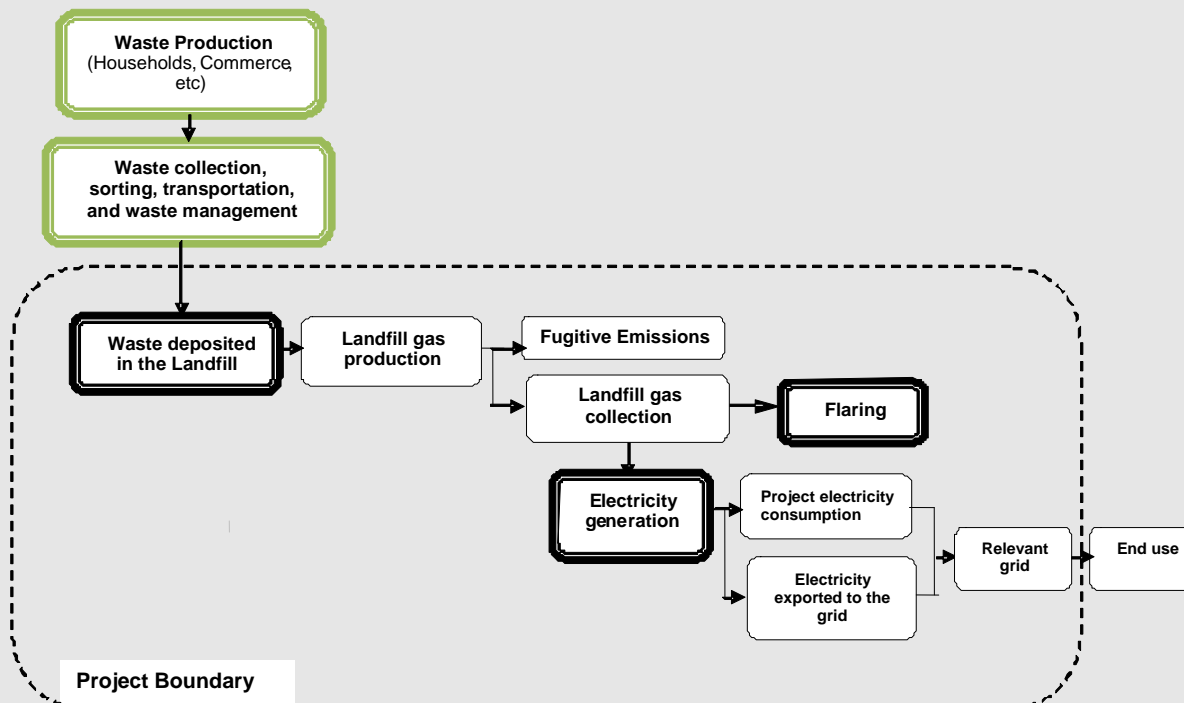 Waste Production
(Households, Commerce,
etc)
Waste collection,
sorting, transportation,
and waste management
Waste deposited
in the Landfill
Landfill gas
production
Fugitive Emissions
Landfill gas
collection
Flaring
Electricity
generation
Project electricity
consumption
Electricity
exported to the
grid
Relevant
grid
End use
Project Boundary